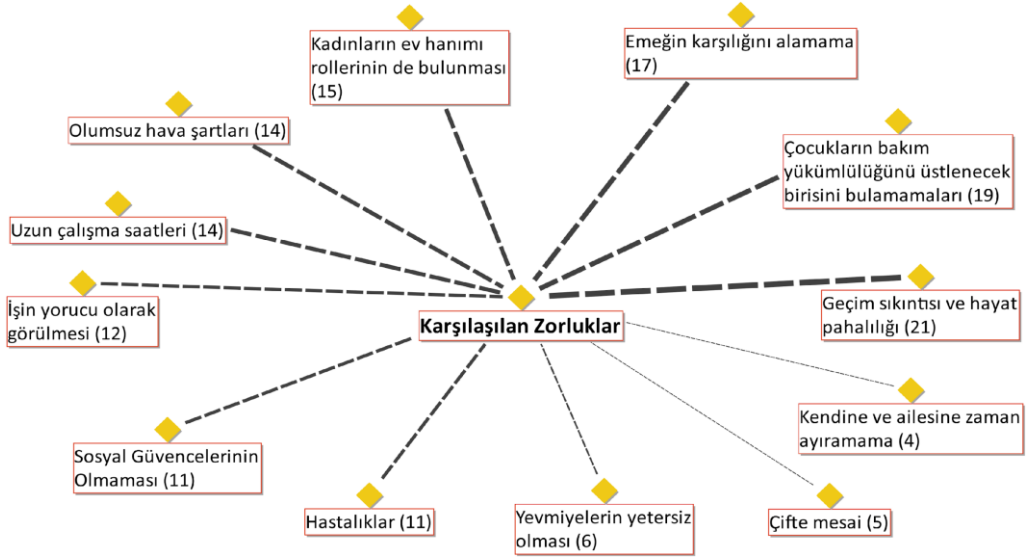 Kadınların ev hanımı
rollerinin de bulunması
(15)
Emeğin karşılığını alamama
(17)
Olumsuz hava şartları (14)
Çocukların bakım
yükümlülüğünü üstlenecek
birisini bulamamaları (19)
Uzun çalışma saatleri (14)
İşin yorucu olarak
görülmesi (12)
Karşılaşılan Zorluklar
Geçim sıkıntısı ve hayat
pahalılığı (21)
Kendine ve ailesine zaman
ayıramama (4)
Sosyal Güvencelerinin
Olmaması (11)
Hastalıklar (11)
Yevmiyelerin yetersiz
olması (6)
Çifte mesai (5)